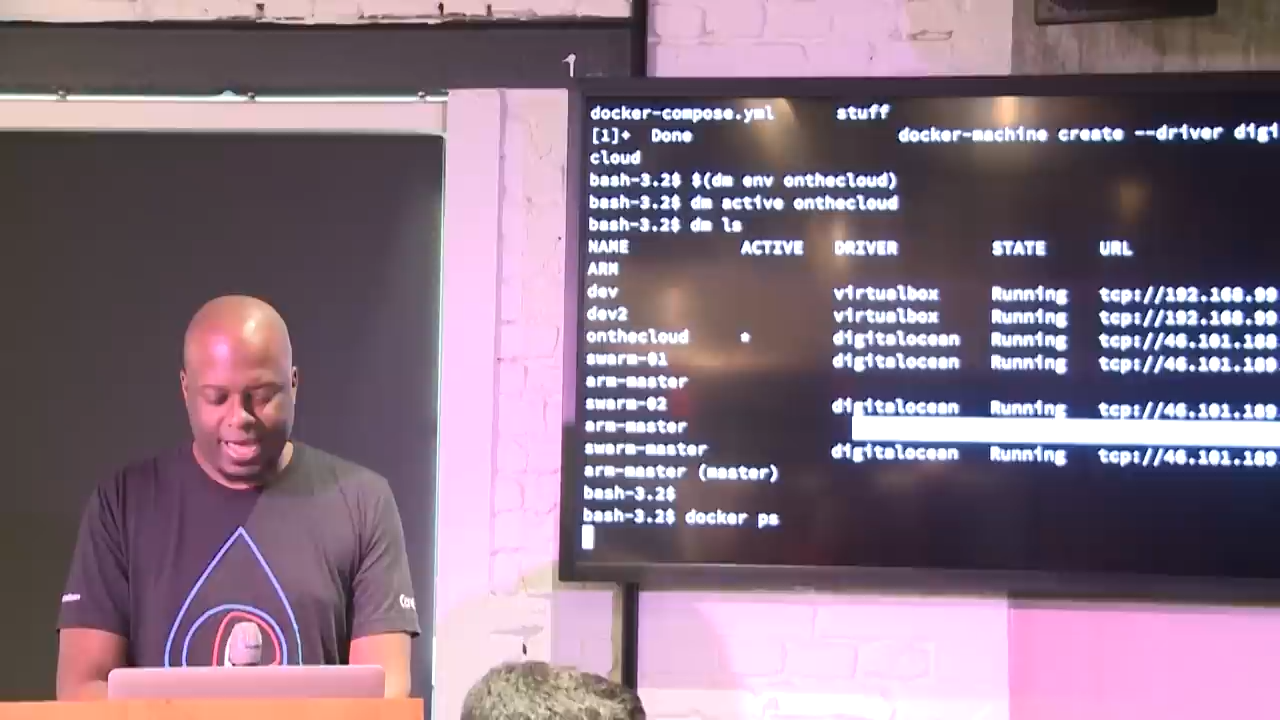 docker-compose.yml stuff
[1]+ Done docker-machine create --driver digi
cloud
bash-3.2$ $(dm env onthecloud)
bash-3.2$ dm active onthecloud
bash-3.2$ dm ls
NAME ACTIVE DRIVER STATE URL
ARM
dev virtualbox Running tcp://192.168.99
dev2 virtualbox Running tcp://192.168.99
onthecloud * digitalocean Running tcp://46.101.188
swarm-01 digitalocean Running tcp://46.101.189
arm-master
swarm-02 digitalocean Running tcp://46.101.189
arm-master
swarm-master digitalocean Running tcp://46.101.189
arm-master (master)
bash-3.2$
bash-3.2$ docker ps